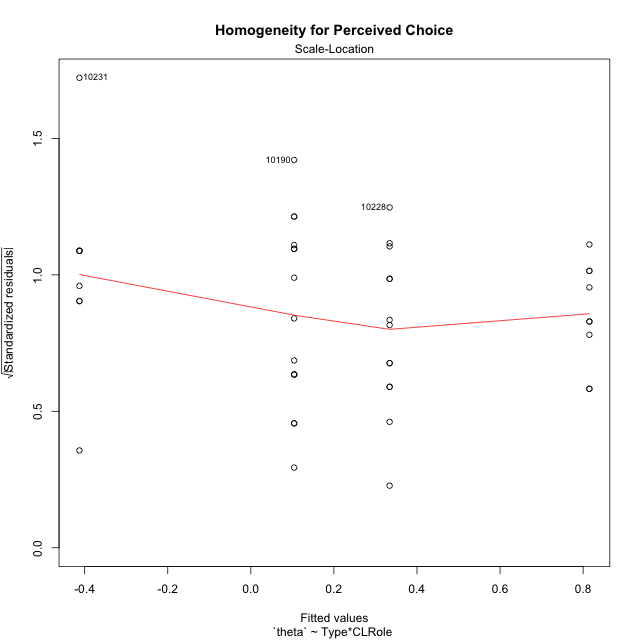 Homogeneity for Perceived Choice
Scale-Location
√|Standardized residuals|
1.5
1.0
0.5
0.0
10231
10190
10228
-0.4 -0.2 0.0 0.2 0.4 0.6 0.8
Fitted values
`theta` ~ Type*CLRole